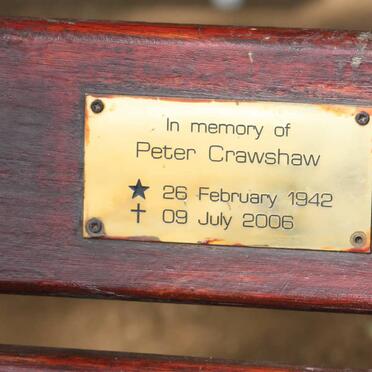 In memory of
Peter Crawshaw
★ 26 February 1942
✝ 09 July 2006